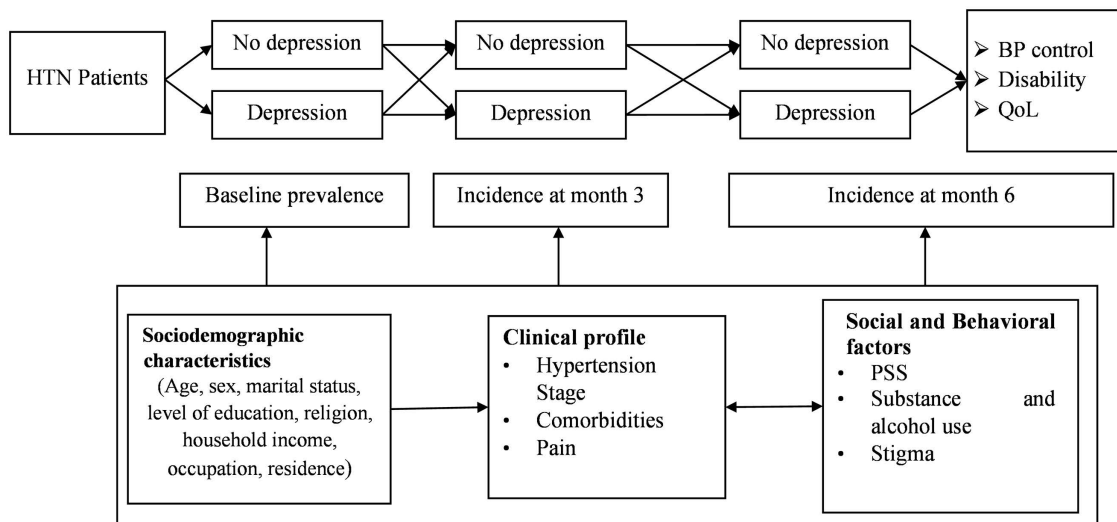 HTN Patients
No depression
No depression
No depression
Depression
Depression
Depression
➢ BP control
➢ Disability
➢ QoL
Baseline prevalence
Incidence at month 3
Incidence at month 6
Sociodemographic
characteristics
(Age, sex, marital status,
level of education, religion,
household income,
occupation, residence)
Clinical profile
• Hypertension
Stage
• Comorbidities
• Pain
Social and Behavioral
factors
• PSS
• Substance and
alcohol use
• Stigma